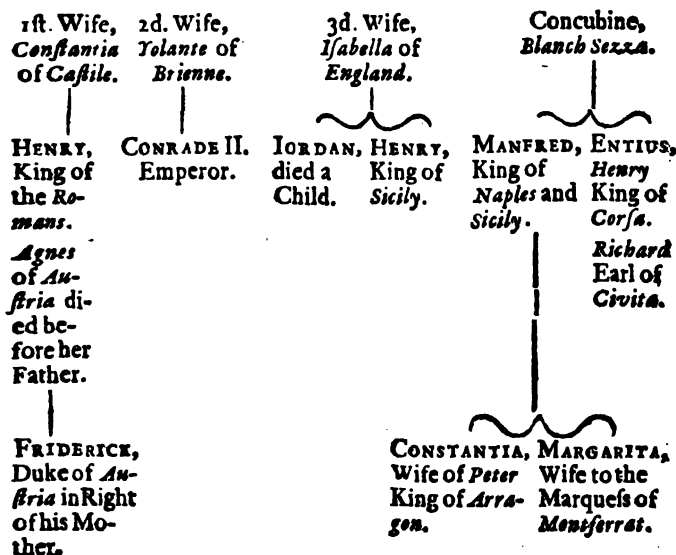 1ſt. Wife,
Conſtantia
of Caſtile.
HENRY,
King of
the Ro-
mans.
Agnes
of Au-
ſtria di-
ed be-
fore her
Father.
FRIDERICK,
Duke of Au-
ſtria in Right
of his Mo-
ther.
2d. Wife,
Yolante of
Brienne.
CONRADE II.
Emperor.
3d. Wife,
Iſabella of
England.
IORDAN,
died a
Child.
HENRY,
King of
Sicily.
Concubine,
Blanch Sezza.
MANFRED,
King of
Naples and
Sicily.
ENTIUS,
Henry
King of
Corſa.
Richard
Earl of
Civita.
CONSTANTIA,
Wife of Peter
King of Arra-
gon.
MARGARITA,
Wife to the
Marqueſs of
Montferrat.